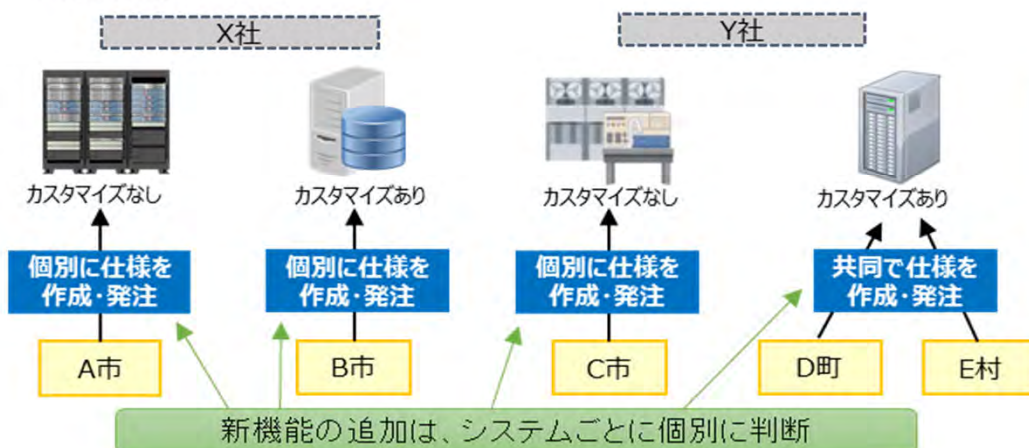 X社
Y社
カスタマイズなし
カスタマイズあり
カスタマイズなし
カスタマイズあり
個別に仕様を
作成・発注
個別に仕様を
作成・発注
個別に仕様を
作成・発注
共同で仕様を
作成・発注
A市
B市
C市
D町
E村
新機能の追加は、システムごとに個別に判断